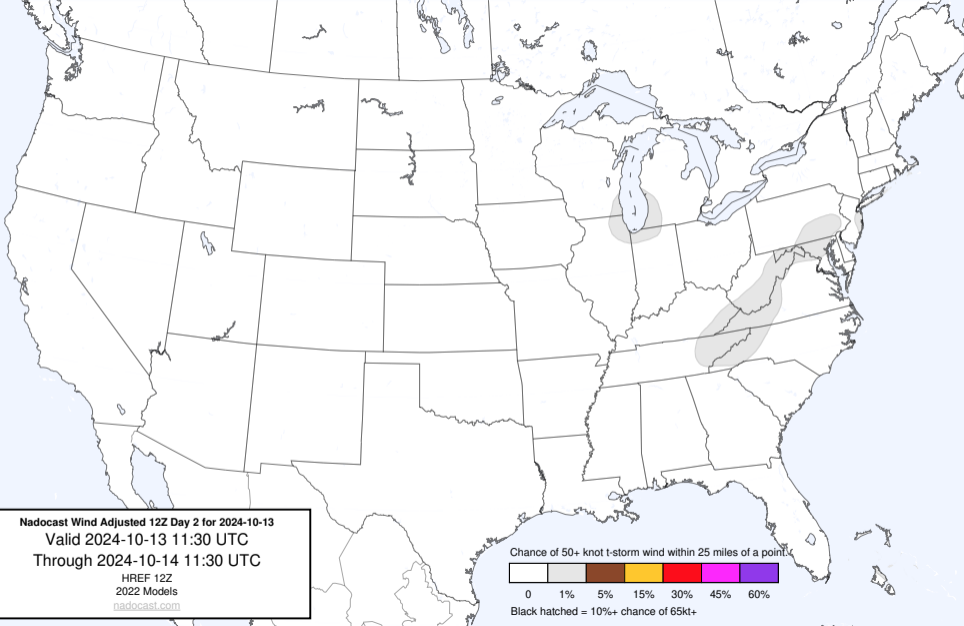 Nadocast Wind Adjusted 12Z Day 2 for 2024-10-13
Valid 2024-10-13 11:30 UTC
Through 2024-10-14 11:30 UTC
HREF 12Z
2022 Models
nadocast.com
Chance of 50+ knot t-storm wind within 25 miles of a point.
0 1% 5% 15% 30% 45% 60%
Black hatched = 10%+ chance of 65kt+